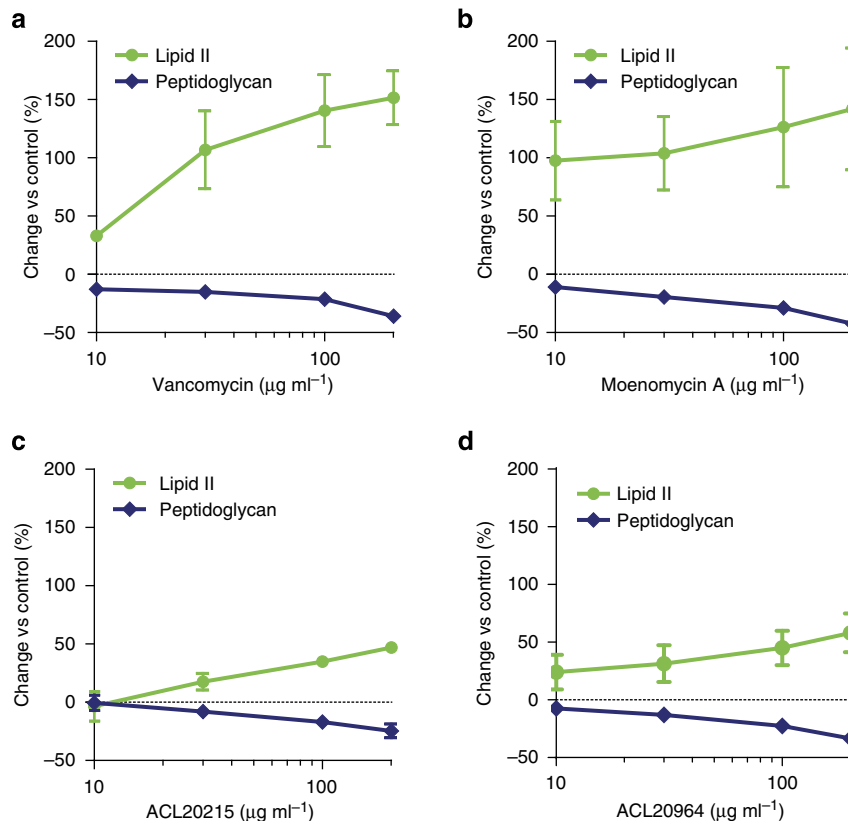 a
200
150
100
50
0
–50
Change vs control (%)
Lipid II
Peptidoglycan
10
100
Vancomycin (µg ml⁻¹)
b
200
150
100
50
0
–50
Change vs control (%)
Lipid II
Peptidoglycan
10
100
Moenomycin A (µg ml⁻¹)
c
200
150
100
50
0
–50
Change vs control (%)
Lipid II
Peptidoglycan
10
100
ACL20215 (µg ml⁻¹)
d
200
150
100
50
0
–50
Change vs control (%)
Lipid II
Peptidoglycan
10
100
ACL20964 (µg ml⁻¹)